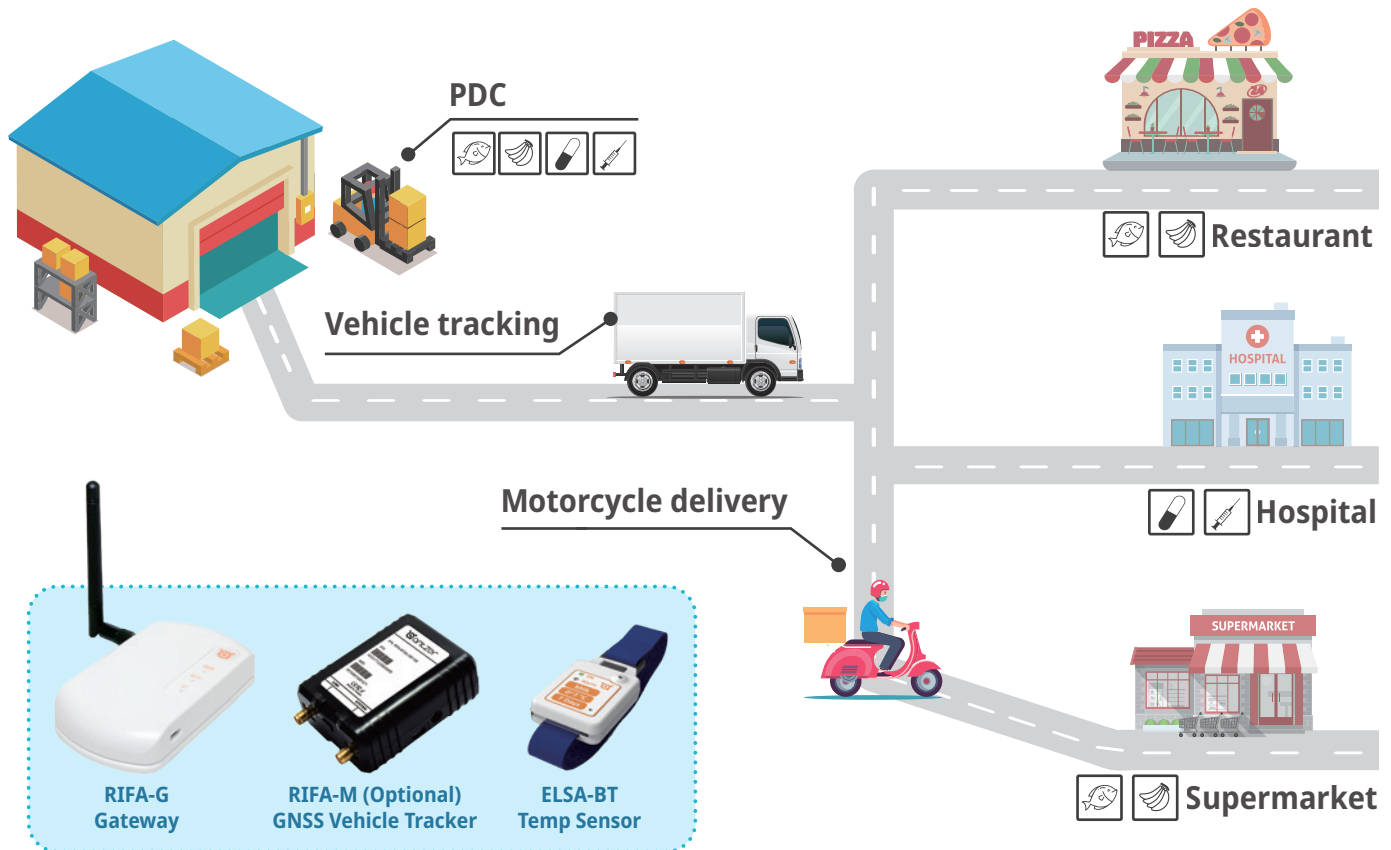 PDC
PIZZA
24
Restaurant
Vehicle tracking
HOSPITAL
Hospital
Motorcycle delivery
SUPERMARKET
Supermarket
RIFA-G
Gateway
RIFA-M (Optional)
GNSS Vehicle Tracker
ELSA-BT
Temp Sensor